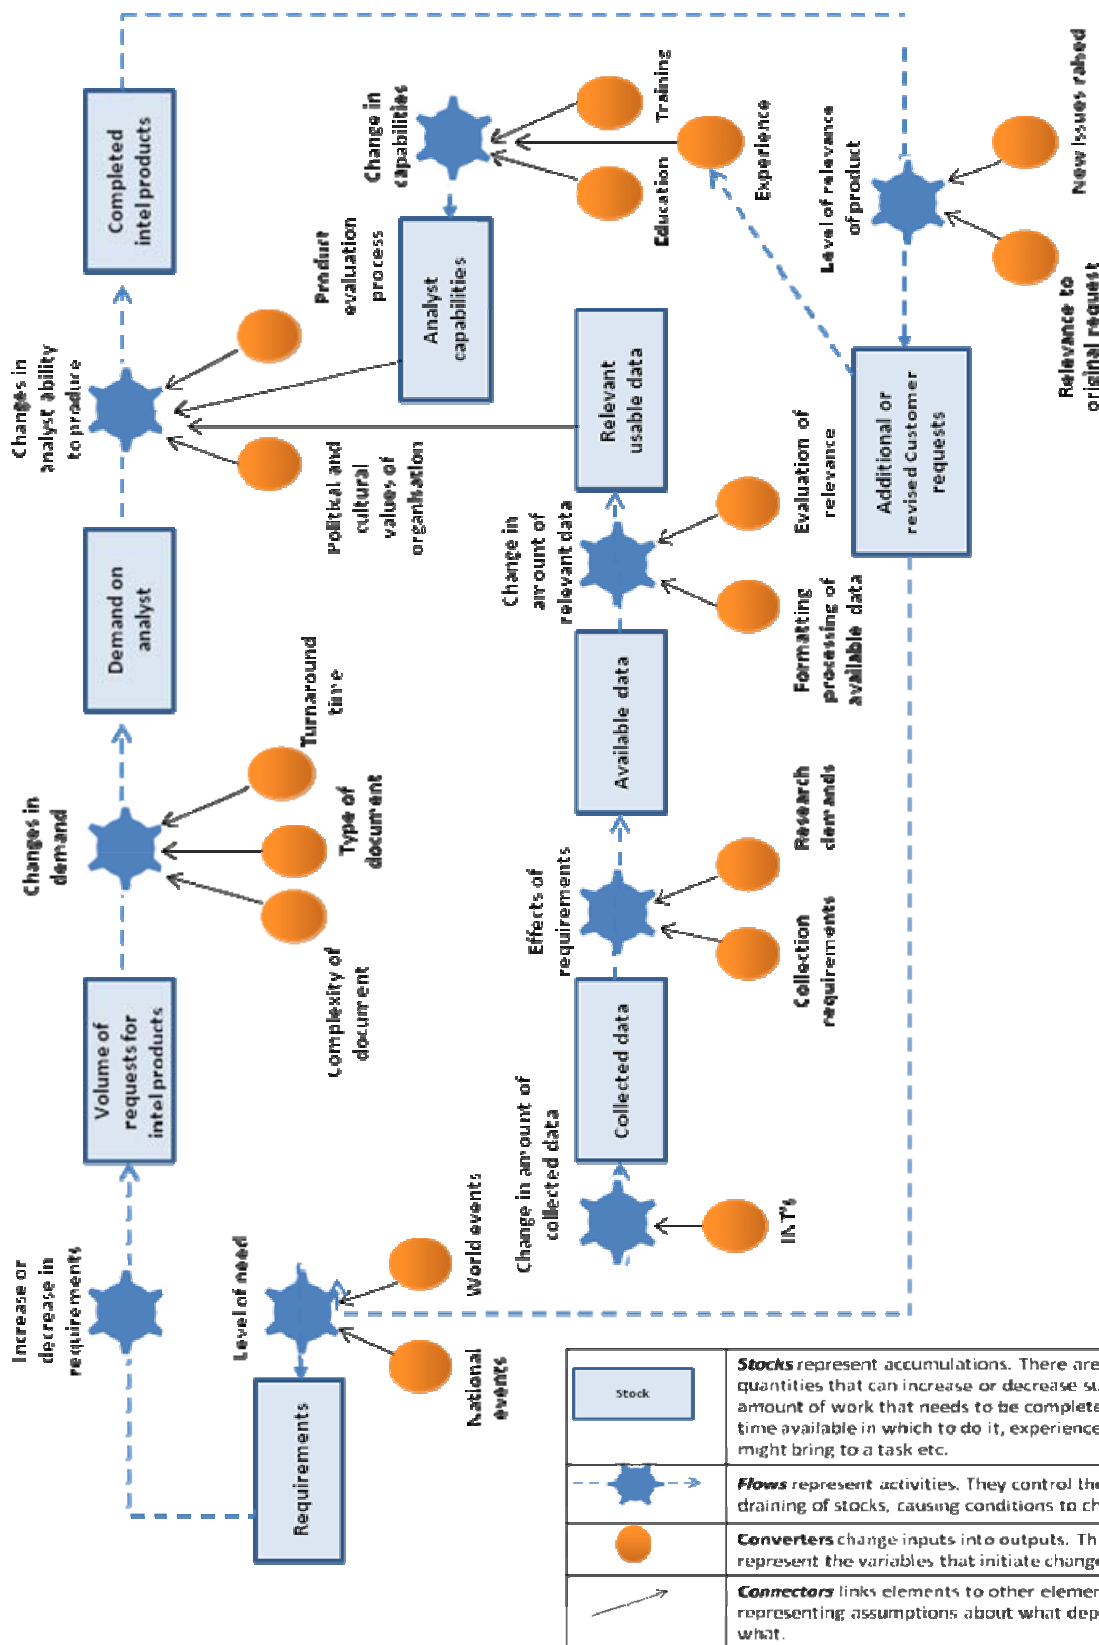 Increase or
decrease in
requirements
Changes in
demand
Changes in
analyst ability
to produce
Volume of
requests for
intel products
Demand on
analyst
Completed
intel products
Complexity of
document
Type of
document
Turnaround
time
Political and
cultural
values of
organisation
Product
evaluation
process
Level of need
Requirements
National
events
World events
Change in
capabilities
Analyst
capabilities
Education
Training
Experience
Change in amount of
collected data
Collected data
INT's
Effects of
requirements
Available data
Collection
requirements
Research
demands
Change in
amount of
relevant data
Relevant
usable data
Formatting
processing of
available data
Evaluation of
relevance
Level of relevance
of product
Additional or
revised Customer
requests
Relevance to
original request
New issues raised
Stock
Stocks represent accumulations. There are
quantities that can increase or decrease su
amount of work that needs to be complete
time available in which to do it, experience
might bring to a task etc.
Flows represent activities. They control the
draining of stocks, causing conditions to ch
Converters change inputs into outputs. Th
represent the variables that initiate change
Connectors links elements to other elemen
representing assumptions about what dep
what.